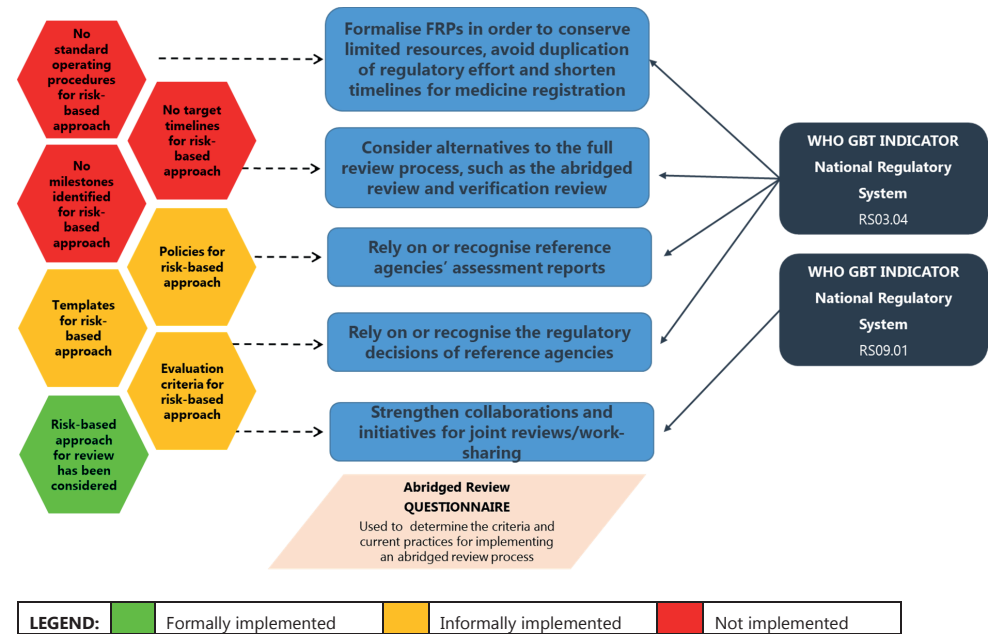 No
standard
operating
procedures
for risk-
based
approach
No target
timelines
for risk-
based
approach
No
milestones
identified
for risk-
based
approach
Policies for
risk-based
approach
Templates
for risk-
based
approach
Evaluation
criteria for
risk-based
approach
Risk-based
approach
for review
has been
considered
Formalise FRPs in order to conserve
limited resources, avoid duplication
of regulatory effort and shorten
timelines for medicine registration
Consider alternatives to the full
review process, such as the abridged
review and verification review
Rely on or recognise reference
agencies’ assessment reports
Rely on or recognise the regulatory
decisions of reference agencies
Strengthen collaborations and
initiatives for joint reviews/work-
sharing
WHO GBT INDICATOR
National Regulatory
System
RS03.04
WHO GBT INDICATOR
National Regulatory
System
RS09.01
Abridged Review
QUESTIONNAIRE
Used to determine the criteria and
current practices for implementing
an abridged review process
LEGEND: Formally implemented Informally implemented Not implemented